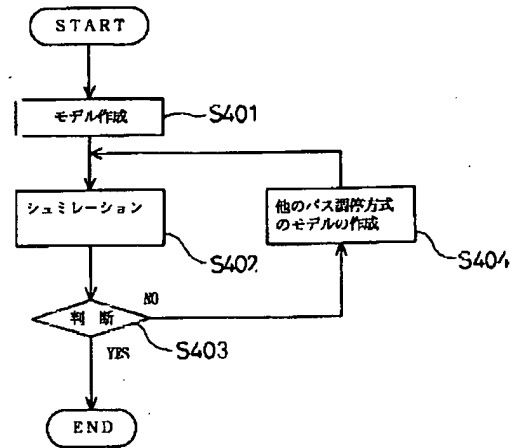 START
モデル作成
S401
シュミレーション
S402
他のバス調停方式
のモデルの作成
S404
判断
NO
S403
YES
END